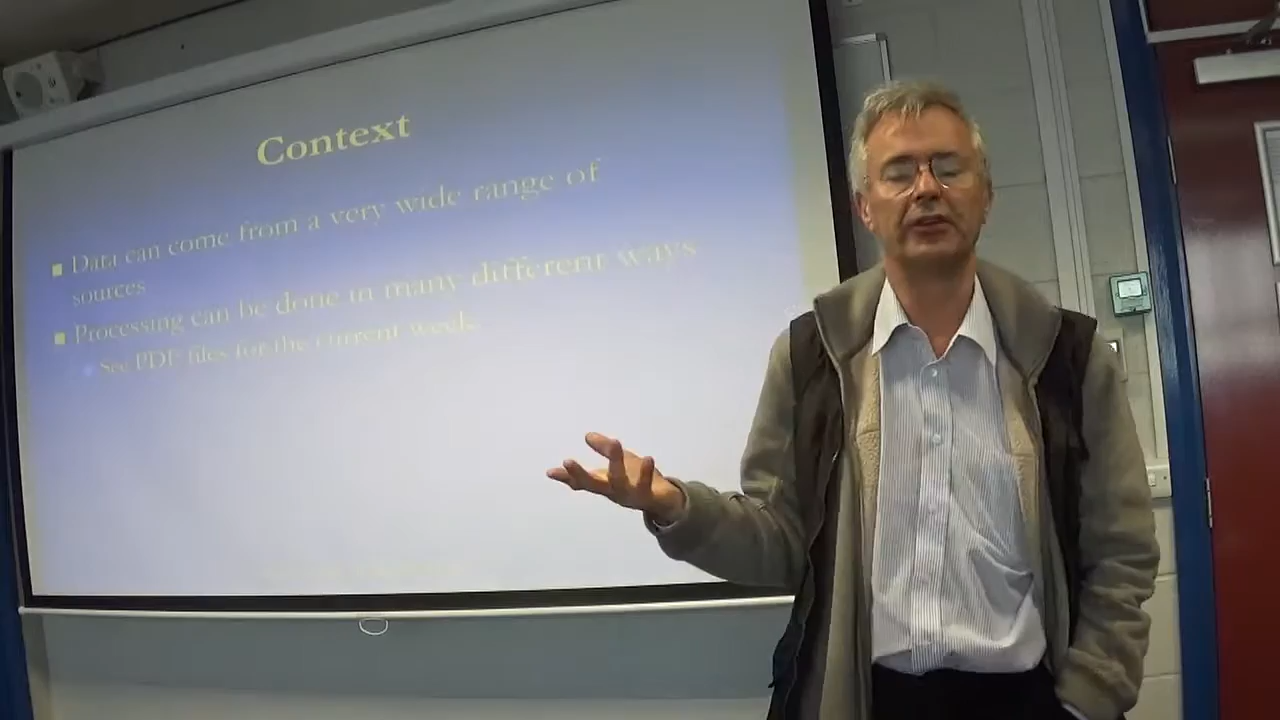 Context
Data can come from a very wide range of
sources
Processing can be done in many different ways
See PDF files for the current week.